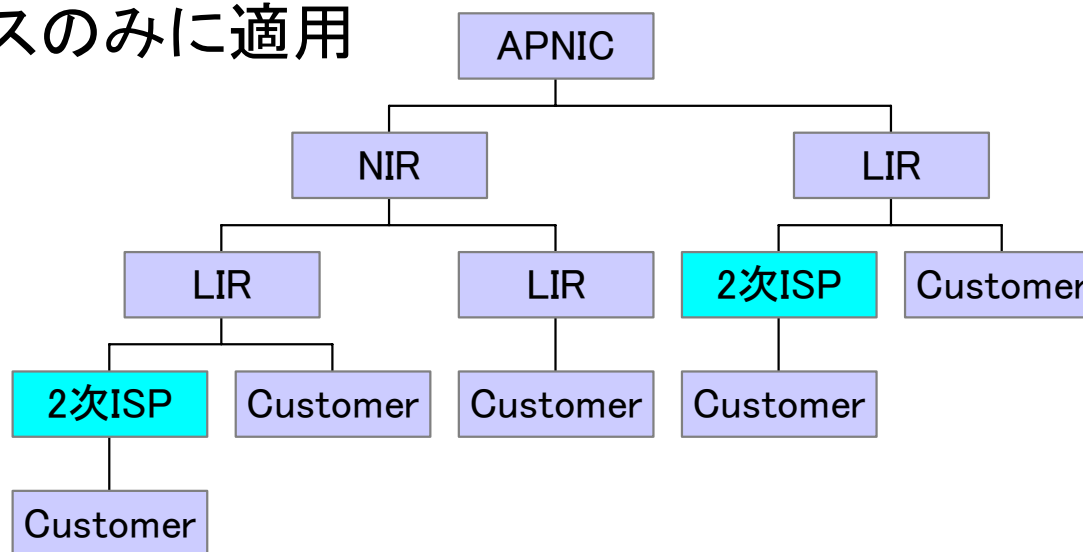 スのみに適用
APNIC
NIR
LIR
LIR
LIR
2次ISP
Customer
2次ISP
Customer
Customer
Customer
Customer